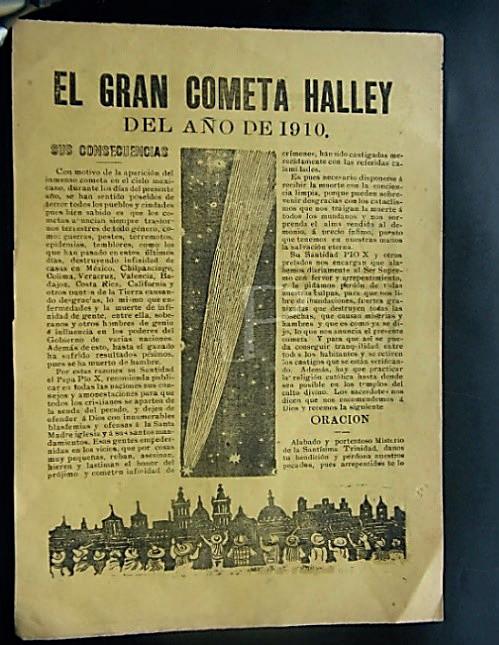 EL GRAN COMETA HALLEY
DEL AÑO DE 1910.
SUS CONSECUENCIAS
Con motivo de la aparición del
inmenso cometa en el cielo mexi-
cano, durante los días del presente
año, se han sentido poseídos de
terror todos los pueblos y ciudades
pues bien sabido es que los co-
metas anuncian siempre trastor-
nos terrestres de todo género, co-
mo: guerras, pestes, terremotos,
epidemias, temblores, como los
que han pasado en estos últimos
días, destruyendo infinidad de
casas en México, Chilpancingo,
Colima, Veracruz, Valencia, Ba-
dajoz, Costa Rica, California y
otros puntos de la Tierra causan-
do desgracias, lo mismo que en-
fermedades y la muerte de infi-
nidad de gente, entre ella, sobe-
ranos y otros hombres de genio
é influencia en los poderes del
Gobierno de varias naciones.
Además de esto, hasta el ganado
ha sufrido resultados pésimos,
pues se ha muerto de hambre.
Por estas razones su Santidad
el Papa Pío X, recomienda publi-
car en todas las naciones sus con-
sejos y amonestaciones para que
todos los cristianos se aparten de
la senda del pecado, y dejen de
ofender á Dios con innumerables
blasfemias y ofensas á la Santa
Madre iglesia y á sus santos man-
damientos. Esas gentes empeder-
nidas en los vicios, que por cosas
muy pequeñas, roban, asesinan,
hieren y lastiman el honor del
prójimo y cometen infinidad de
crímenes, han sido castigadas me-
recidamente con las referidas ca-
lamidades.
Es pues necesario disponerse á
recibir la muerte con la concien-
cia limpia, porque pueden sobre-
venir desgracias con los cataclis-
mos que nos traigan la muerte á
todos los mundanos y nos sor-
prenda el alma vendida al de-
monio, á precio ínfimo, puesto
que tenemos en nuestras manos
la salvación eterna.
Su Santidad PIO X y otros
prelados nos encargan que ala-
bemos diariamente al Ser Supre-
mo con fervor y arrepentimiento,
y la pidamos perdón de todas
nuestras culpas, para que nos li-
bre de inundaciones, fuertes gra-
nizadas que destruyen todas las
cosechas, que causan miserias y
hambres y que es como ya se di-
jo, lo que nos anuncia el presente
cometa. Y para que así se pue-
da conseguir tranquilidad entre
todos los habitantes y se retiren
los castigos que se están verifican-
do. Además, hay que practicar
la religión católica hasta donde
sea posible en los templos del
culto divino. Los sacerdotes nos
dicen que nos encomendemos á
Dios y recemos la siguiente
ORACION
Alabado y portentoso Misterio
de la Santísima Trinidad, danos
tu bendición y perdona nuestros
pecados, pues arrepentidos te lo